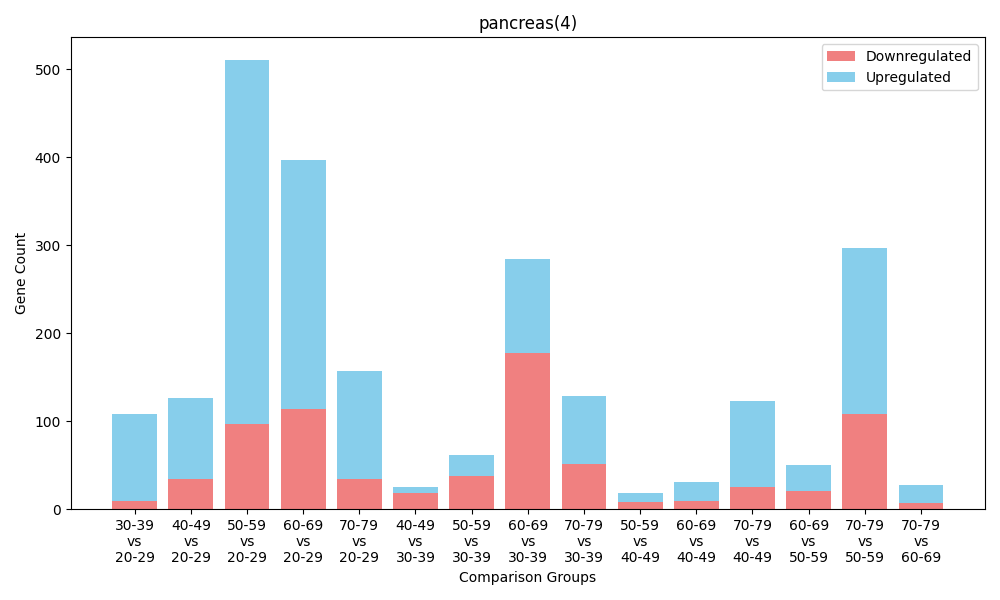 pancreas(4)
Downregulated
Upregulated
Gene Count
500
400
300
200
100
0
30-39 40-49 50-59 60-69 70-79 40-49 50-59 60-69 70-79 50-59 60-69 70-79 60-69 70-79 70-79
vs vs vs vs vs vs vs vs vs vs vs vs vs vs vs
20-29 20-29 20-29 20-29 20-29 30-39 30-39 30-39 30-39 40-49 40-49 40-49 50-59 50-59 60-69
Comparison Groups